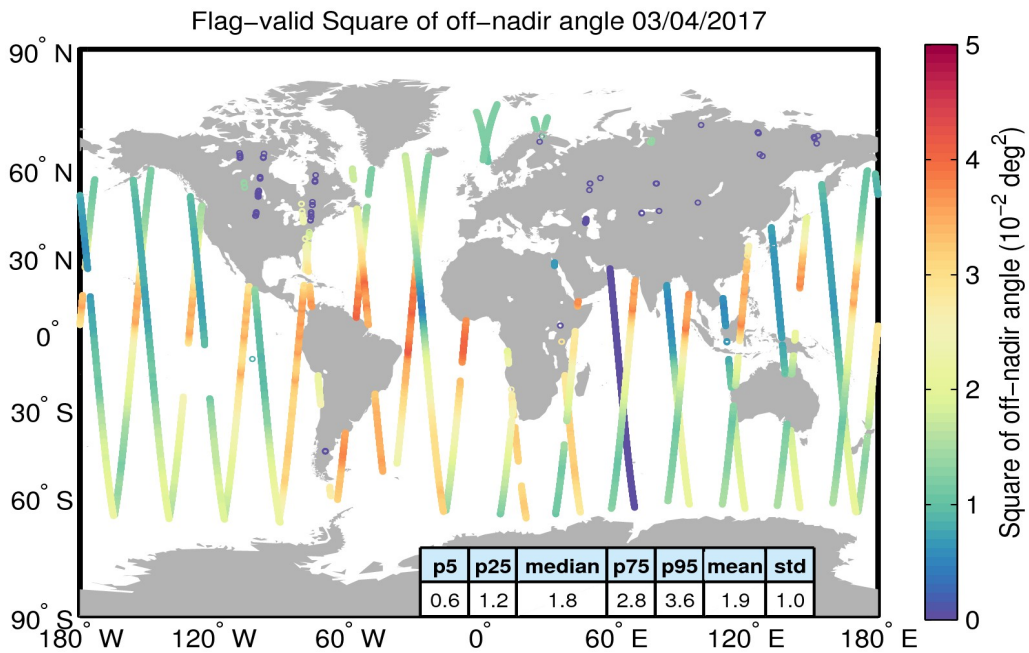 Flag-valid Square of off-nadir angle 03/04/2017
90° N
60° N
30° N
0°
30° S
60° S
90° S
180° W
120° W
60° W
0°
60° E
120° E
180° E
p5 p25 median p75 p95 mean std
0.6 1.2 1.8 2.8 3.6 1.9 1.0
5
4
3
2
1
0
Square of off-nadir angle (10⁻² deg²)